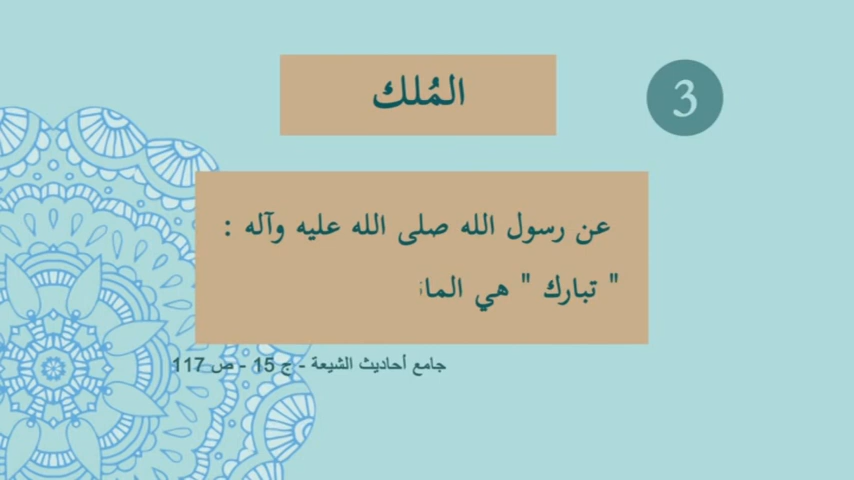 3
المُلك
عن رسول الله صلى الله عليه وآله :
" تبارك " هي
جامع أحاديث الشيعة - ج 15 - ص 117